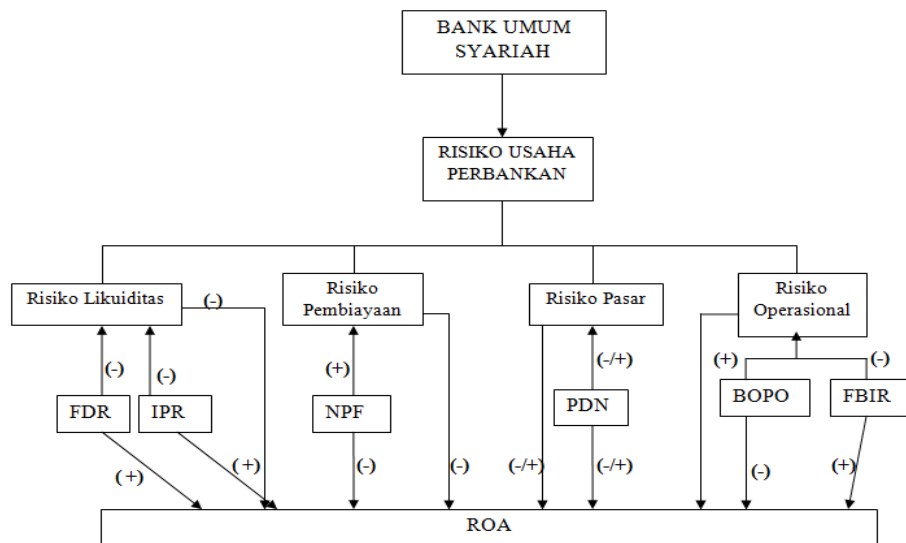 BANK UMUM
SYARIAH
RISIKO USAHA
PERBANKAN
Risiko Likuiditas
(-)
Risiko
Pembiayaan
Risiko Pasar
Risiko
Operasional
(-)
(-)
(+)
(-/+)
(+)
(-)
FDR
IPR
NPF
PDN
BOPO
FBIR
(+)
(+)
(-)
(-)
(-/+)
(-/+)
(-)
(+)
ROA